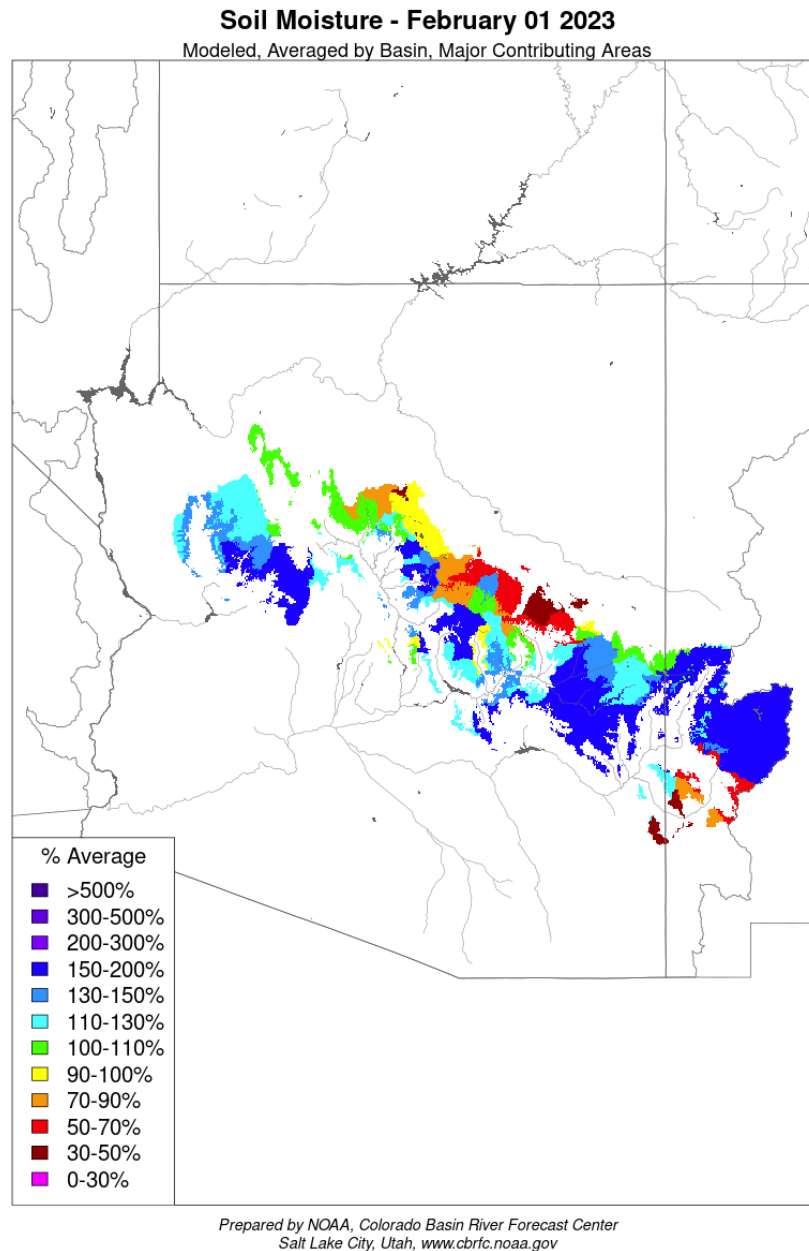 Soil Moisture - February 01 2023
Modeled, Averaged by Basin, Major Contributing Areas
% Average
>500%
300-500%
200-300%
150-200%
130-150%
110-130%
100-110%
90-100%
70-90%
50-70%
30-50%
0-30%
Prepared by NOAA, Colorado Basin River Forecast Center
Salt Lake City, Utah, www.cbrfc.noaa.gov